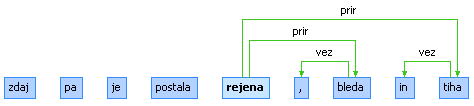 prir
prir
vez vez
zdaj pa je postala rejena , bleda in tiha